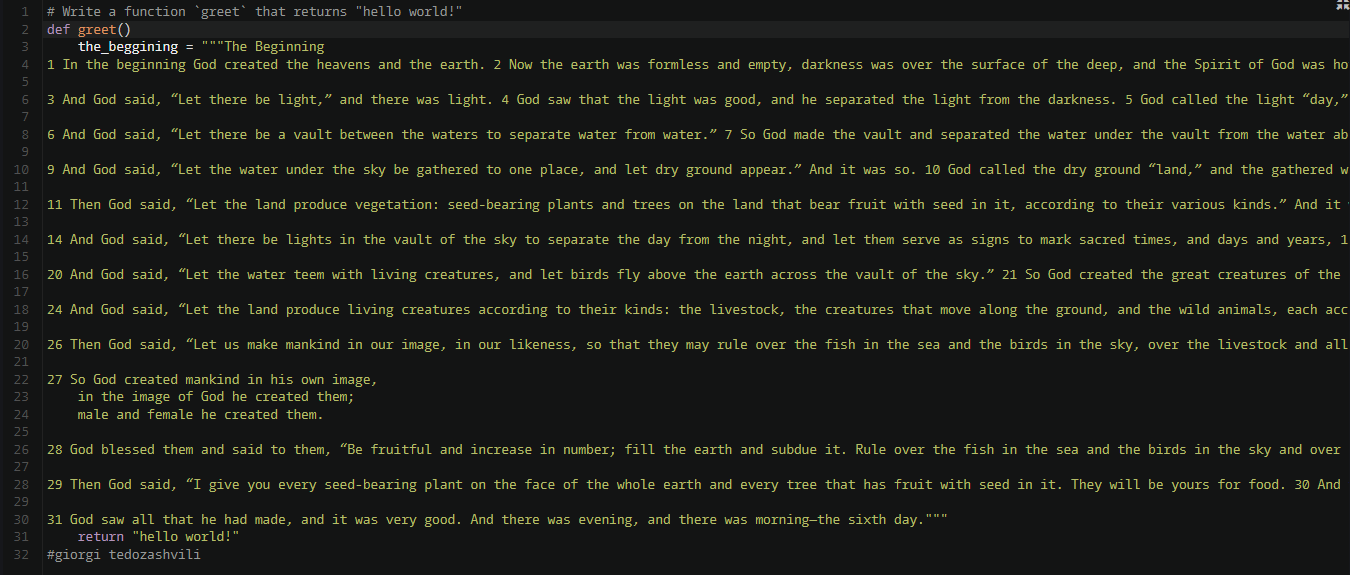 1 # Write a function `greet` that returns "hello world!"
2 def greet()
3 the_beggining = """The Beginning
4 1 In the beginning God created the heavens and the earth. 2 Now the earth was formless and empty, darkness was over the surface of the deep, and the Spirit of God was ho
5
6 3 And God said, “Let there be light,” and there was light. 4 God saw that the light was good, and he separated the light from the darkness. 5 God called the light “day,”
7
8 6 And God said, “Let there be a vault between the waters to separate water from water.” 7 So God made the vault and separated the water under the vault from the water ab
9
10 9 And God said, “Let the water under the sky be gathered to one place, and let dry ground appear.” And it was so. 10 God called the dry ground “land,” and the gathered w
11
12 11 Then God said, “Let the land produce vegetation: seed-bearing plants and trees on the land that bear fruit with seed in it, according to their various kinds.” And it
13
14 14 And God said, “Let there be lights in the vault of the sky to separate the day from the night, and let them serve as signs to mark sacred times, and days and years, 1
15
16 20 And God said, “Let the water teem with living creatures, and let birds fly above the earth across the vault of the sky.” 21 So God created the great creatures of the
17
18 24 And God said, “Let the land produce living creatures according to their kinds: the livestock, the creatures that move along the ground, and the wild animals, each acc
19
20 26 Then God said, “Let us make mankind in our image, in our likeness, so that they may rule over the fish in the sea and the birds in the sky, over the livestock and all
21
22 27 So God created mankind in his own image,
23 in the image of God he created them;
24 male and female he created them.
25
26 28 God blessed them and said to them, “Be fruitful and increase in number; fill the earth and subdue it. Rule over the fish in the sea and the birds in the sky and over
27
28 29 Then God said, “I give you every seed-bearing plant on the face of the whole earth and every tree that has fruit with seed in it. They will be yours for food. 30 And
29
30 31 God saw all that he had made, and it was very good. And there was evening, and there was morning—the sixth day."""
31 return "hello world!"
32 #giorgi tedozashvili